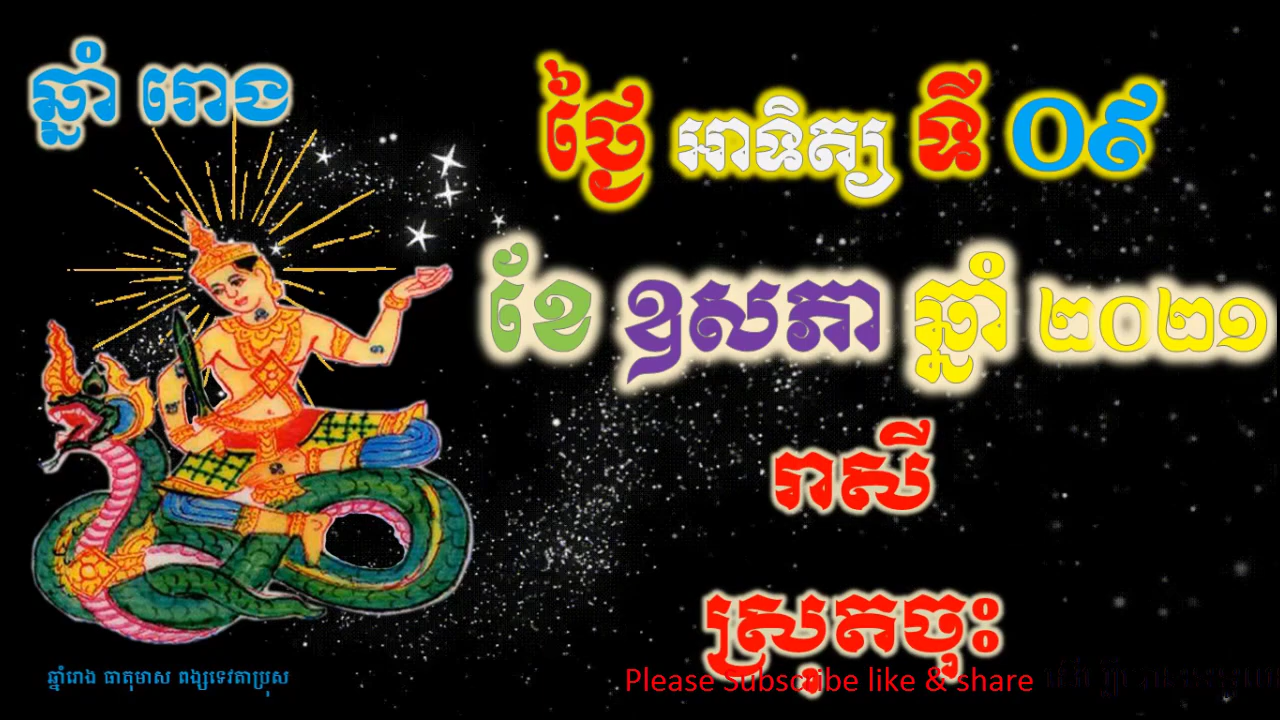 ឆ្នាំ រោង
ថ្ងៃ អាទិត្យ ទី ០៩
ខែ ឧសភា ឆ្នាំ ២០២១
រាសី
ស្រុតចុះ
ឆ្នាំរោង ធាតុមាស ពង្សទេវតាប្រុស
Please Subscribe like & share